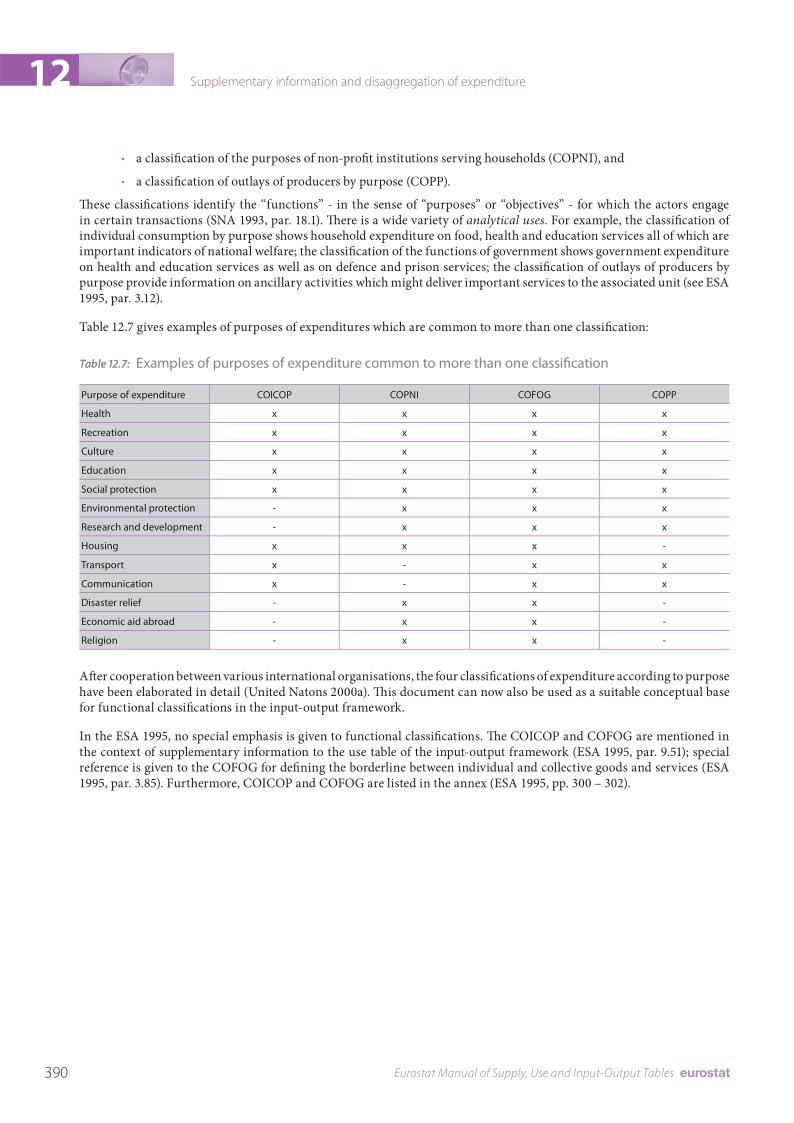 12
Supplementary information and disaggregation of expenditure
· a classification of the purposes of non-profit institutions serving households (COPNI), and
· a classification of outlays of producers by purpose (COPP).
These classifications identify the “functions” - in the sense of “purposes” or “objectives” - for which the actors engage
in certain transactions (SNA 1993, par. 18.1). There is a wide variety of analytical uses. For example, the classification of
individual consumption by purpose shows household expenditure on food, health and education services all of which are
important indicators of national welfare; the classification of the functions of government shows government expenditure
on health and education services as well as on defence and prison services; the classification of outlays of producers by
purpose provide information on ancillary activities which might deliver important services to the associated unit (see ESA
1995, par. 3.12).
Table 12.7 gives examples of purposes of expenditures which are common to more than one classification:
Table 12.7: Examples of purposes of expenditure common to more than one classification
Purpose of expenditure COICOP COPNI COFOG COPP
Health x x x x
Recreation x x x x
Culture x x x x
Education x x x x
Social protection x x x x
Environmental protection - x x x
Research and development - x x x
Housing x x x -
Transport x - x x
Communication x - x x
Disaster relief - x x -
Economic aid abroad - x x -
Religion - x x -
After cooperation between various international organisations, the four classifications of expenditure according to purpose
have been elaborated in detail (United Natons 2000a). This document can now also be used as a suitable conceptual base
for functional classifications in the input-output framework.
In the ESA 1995, no special emphasis is given to functional classifications. The COICOP and COFOG are mentioned in
the context of supplementary information to the use table of the input-output framework (ESA 1995, par. 9.51); special
reference is given to the COFOG for defining the borderline between individual and collective goods and services (ESA
1995, par. 3.85). Furthermore, COICOP and COFOG are listed in the annex (ESA 1995, pp. 300 – 302).
390
Eurostat Manual of Supply, Use and Input-Output Tables eurostat